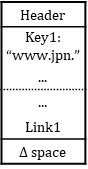 Header
Key1:
“www.jpn.”
...
...
Link1
Δ space